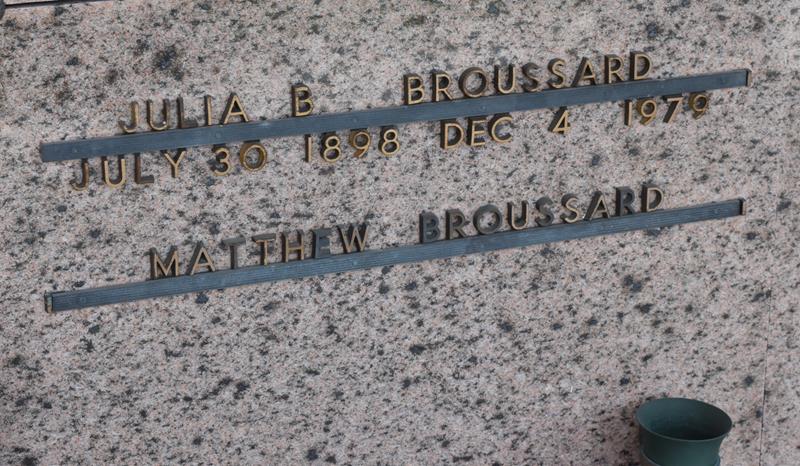 JULIA B BROUSSARD
JULY 30 1898 DEC 4 1979
MATTHEW BROUSSARD